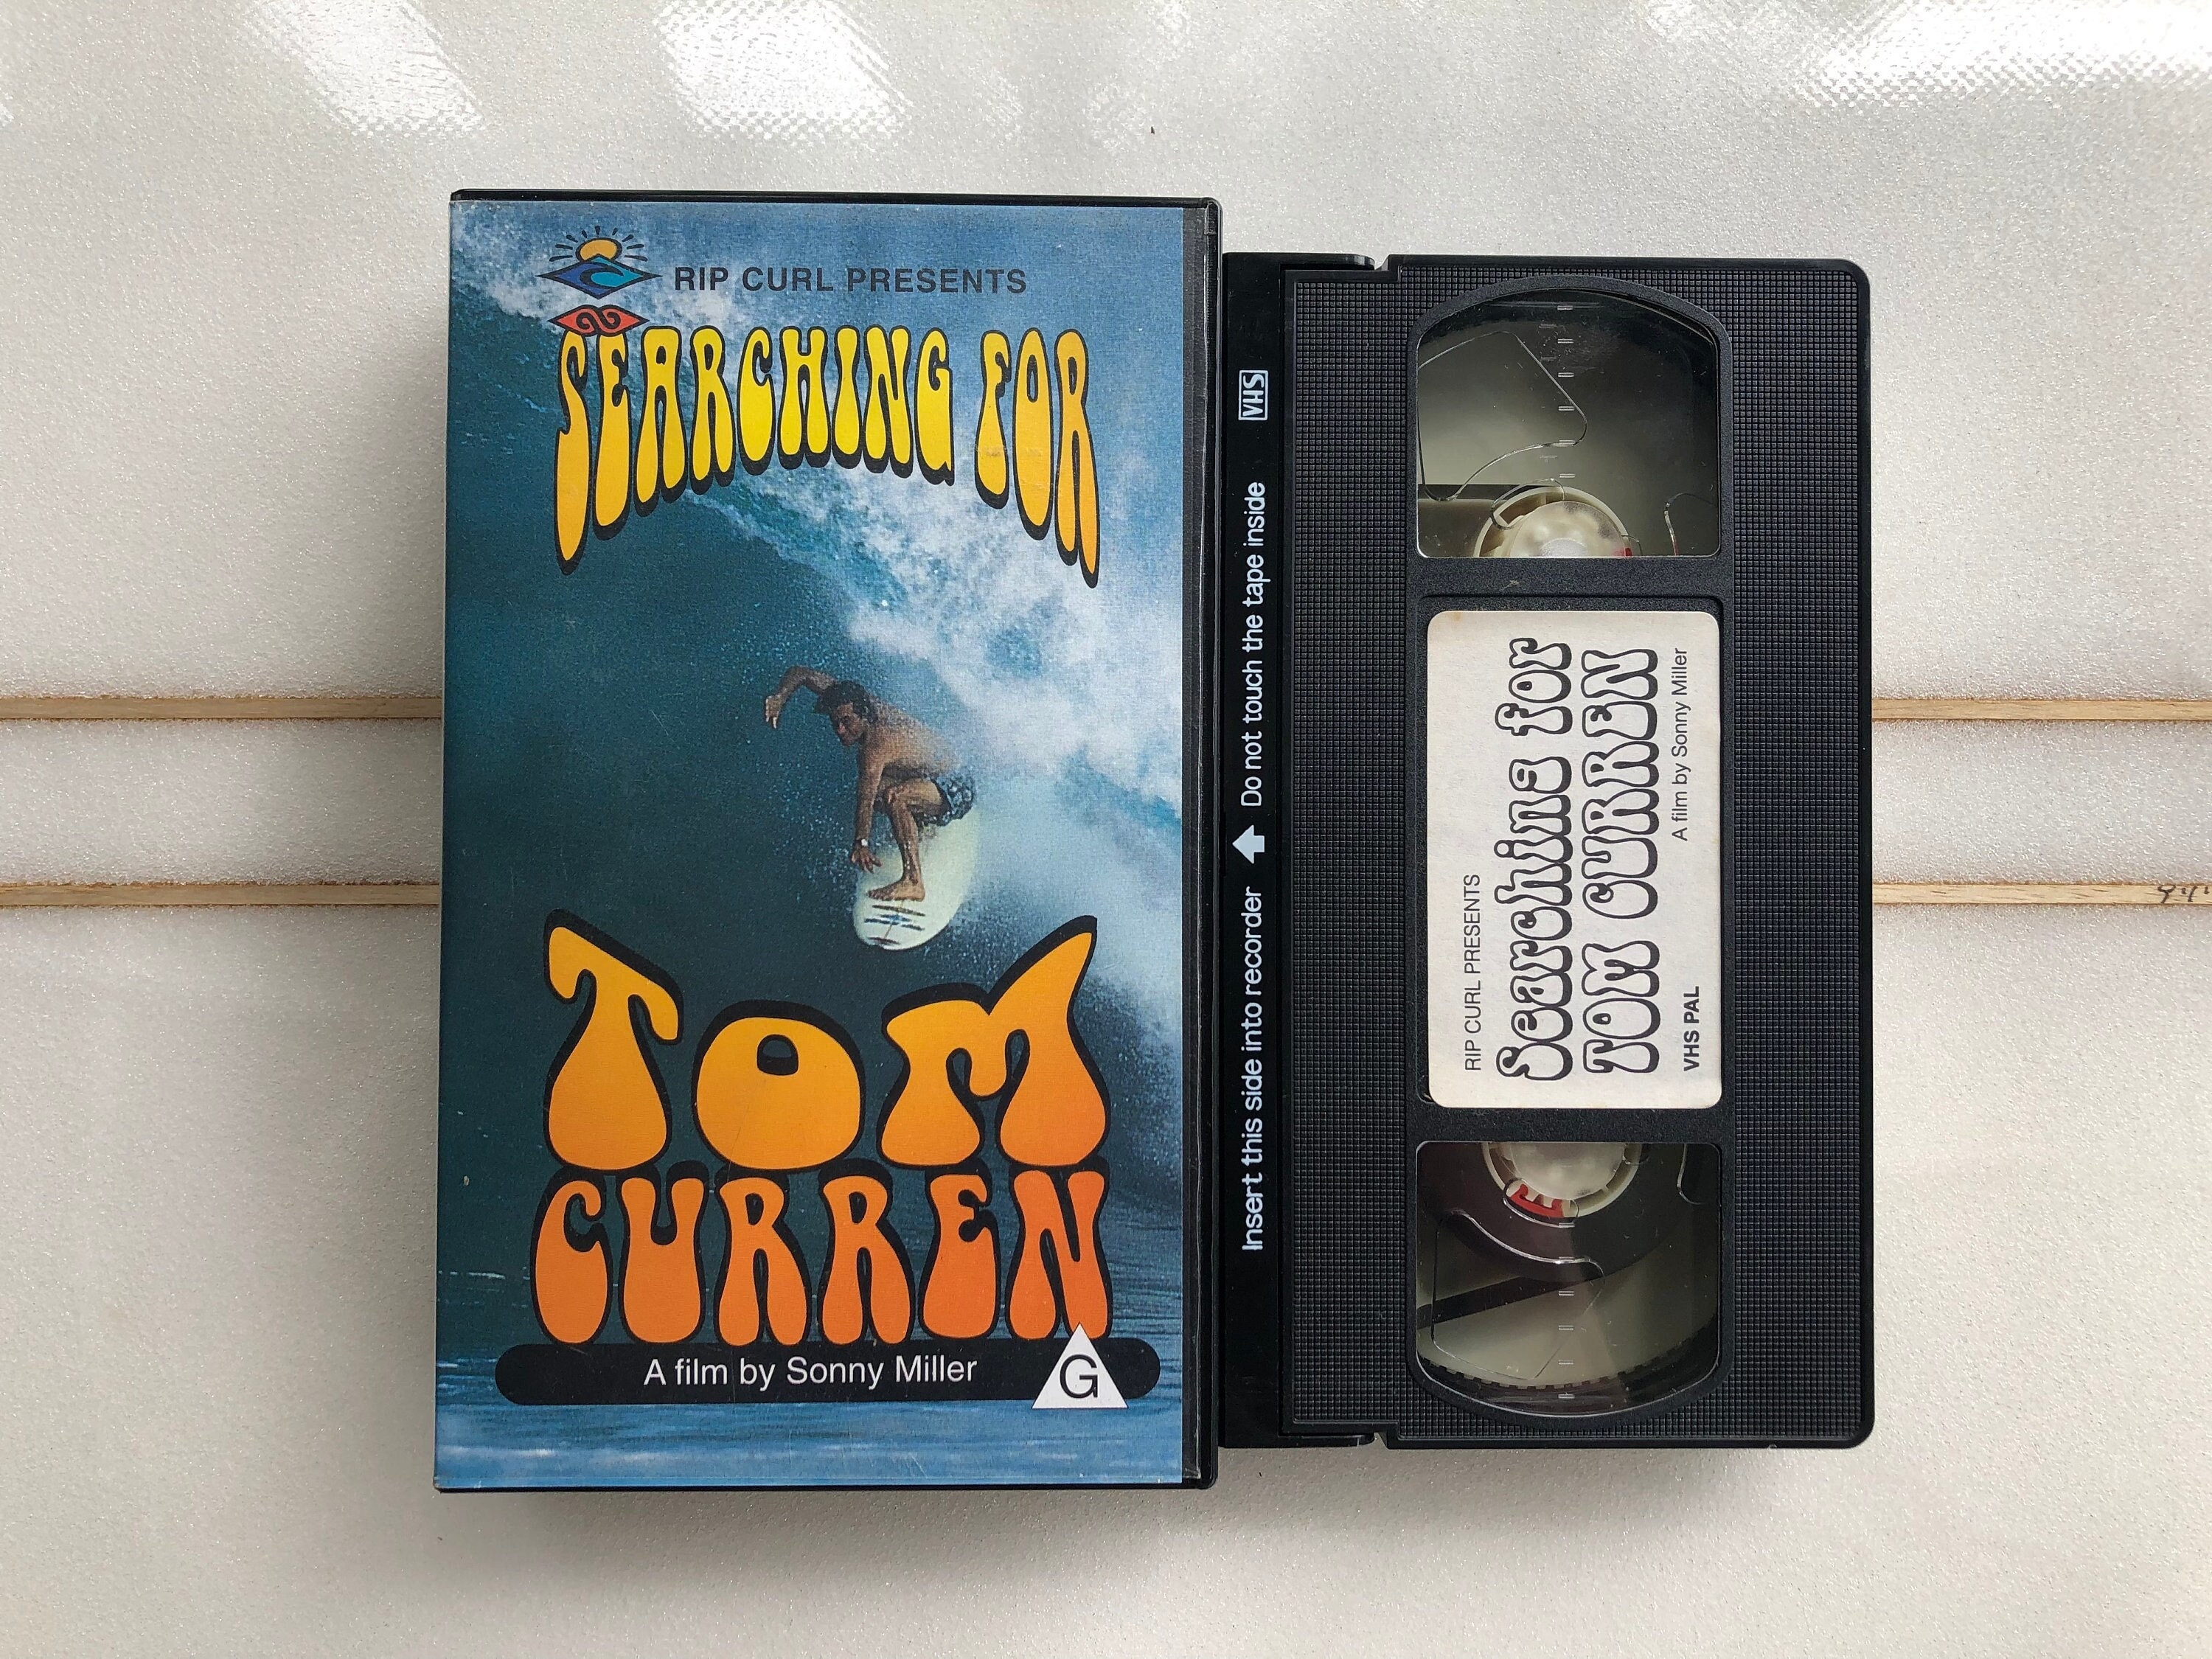 RIP CURL PRESENTS
SEARCHING FOR
TOM
CURREN
A film by Sonny Miller
G
VHS
Insert this side into recorder Do not touch the tape inside
RIP CURL PRESENTS
Searching for
TOM CURREN
A film by Sonny Miller
VHS PAL